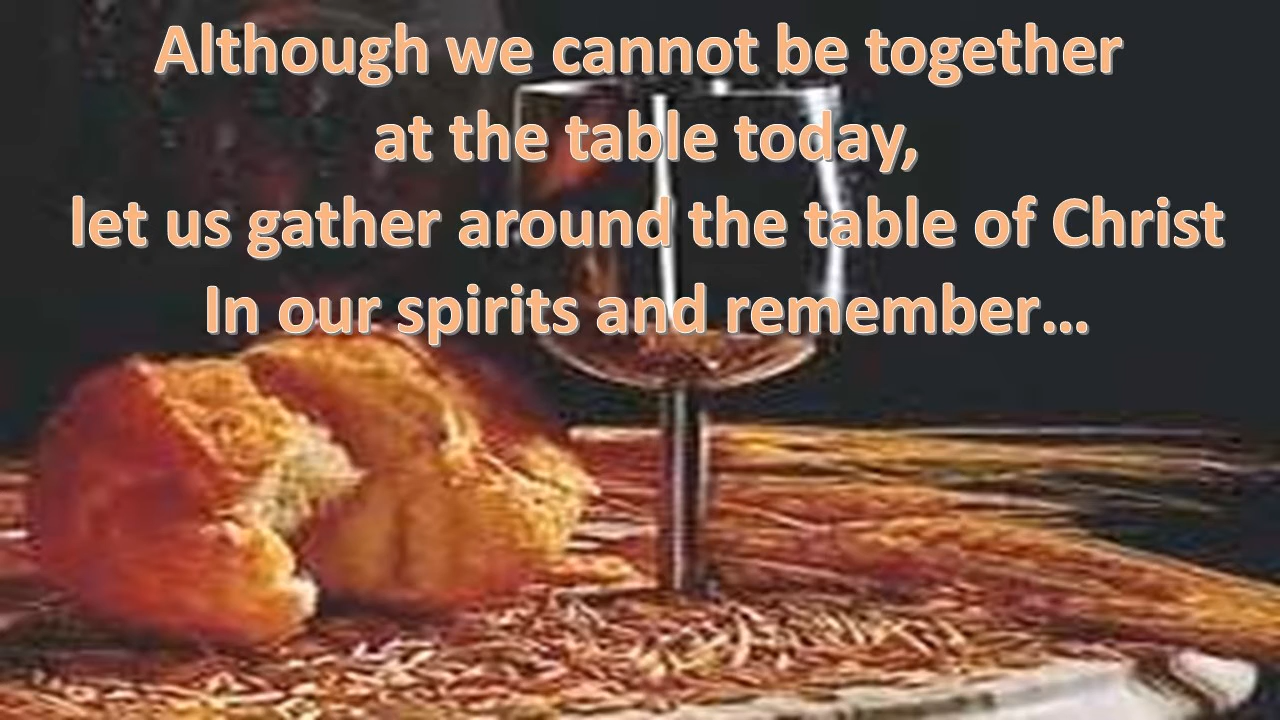 Although we cannot be together
at the table today,
let us gather around the table of Christ
In our spirits and remember…